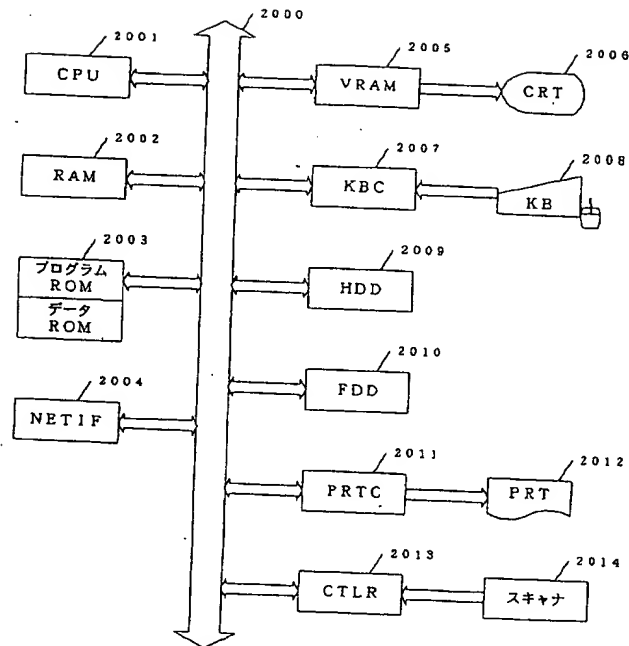 2000
2001
CPU
2005
VRAM
2006
CRT
2002
RAM
2007
KBC
2008
KB
2003
プログラム
ROM
データ
ROM
2009
HDD
2004
NETIF
2010
FDD
2011
PRTC
2012
PRT
2013
CTLR
2014
スキャナ